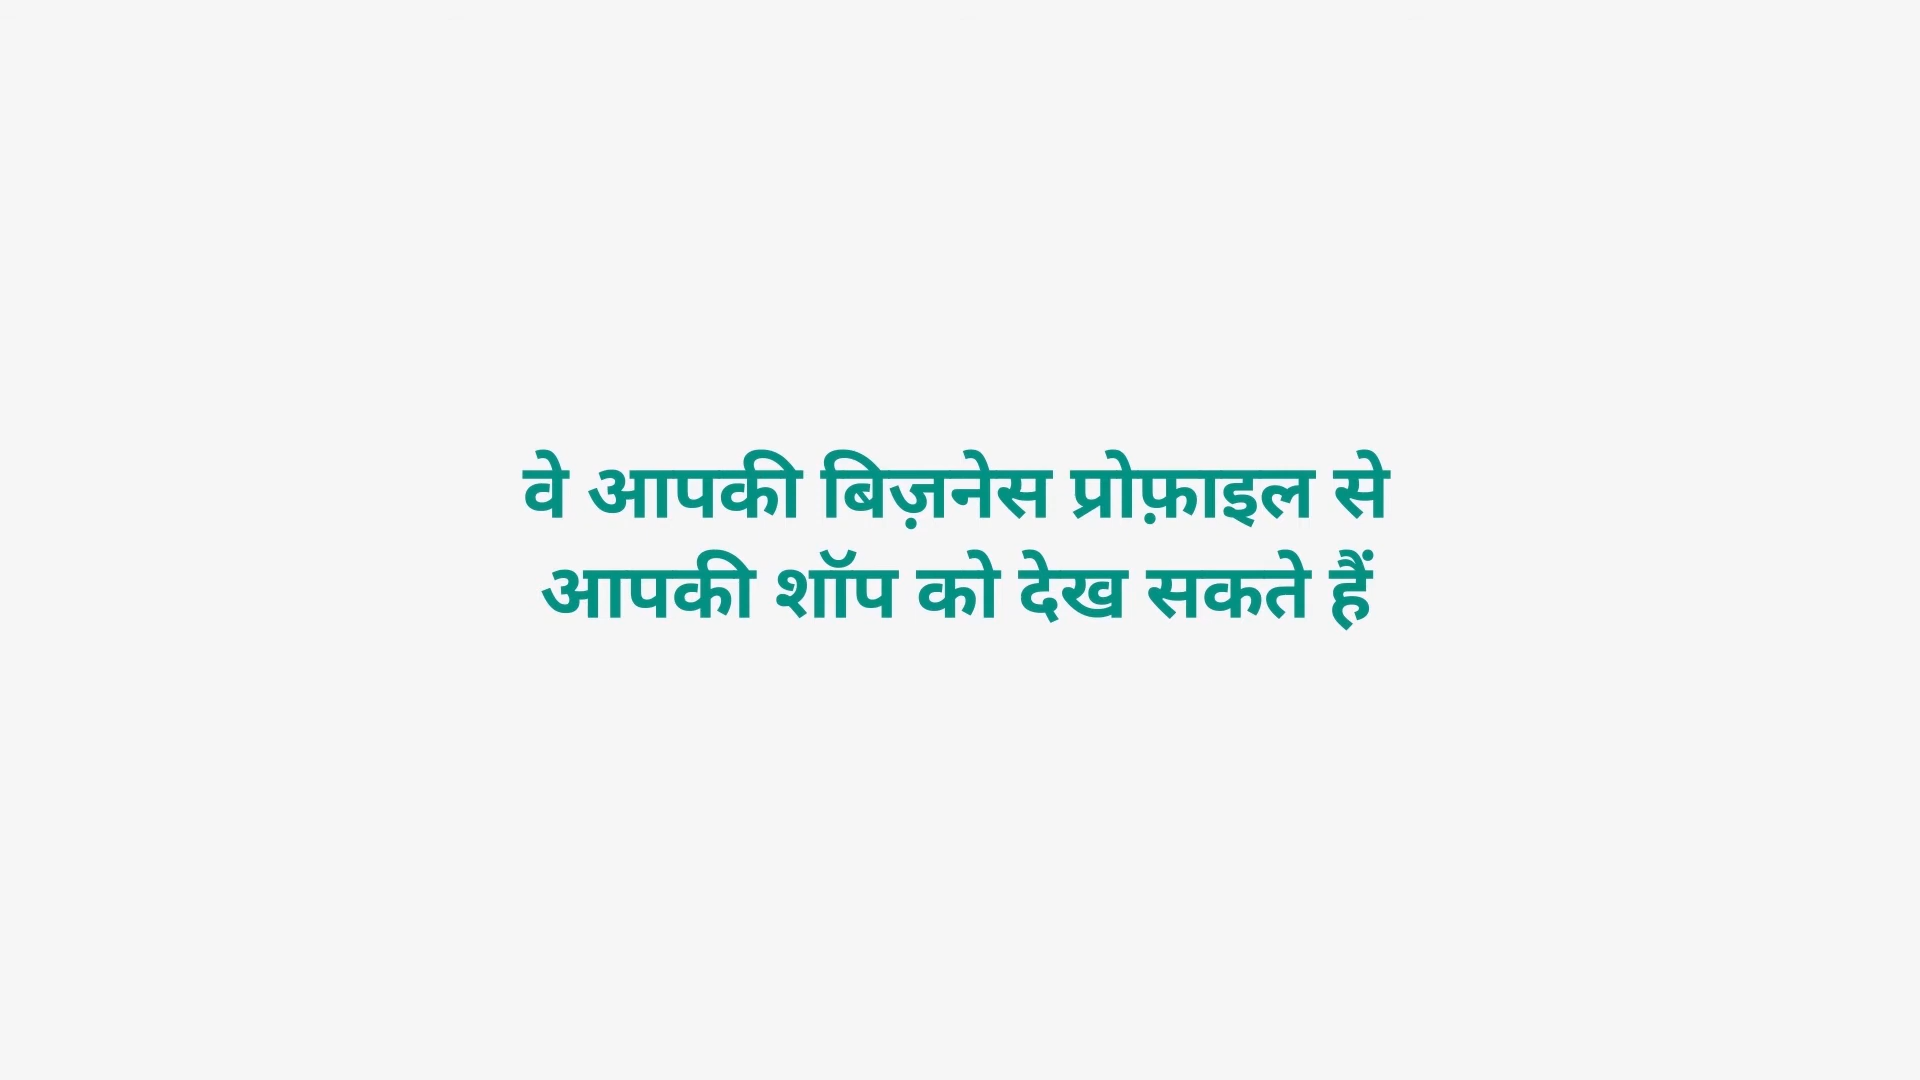 वे आपकी बिज़नेस प्रोफ़ाइल से
आपकी शॉप को देख सकते हैं